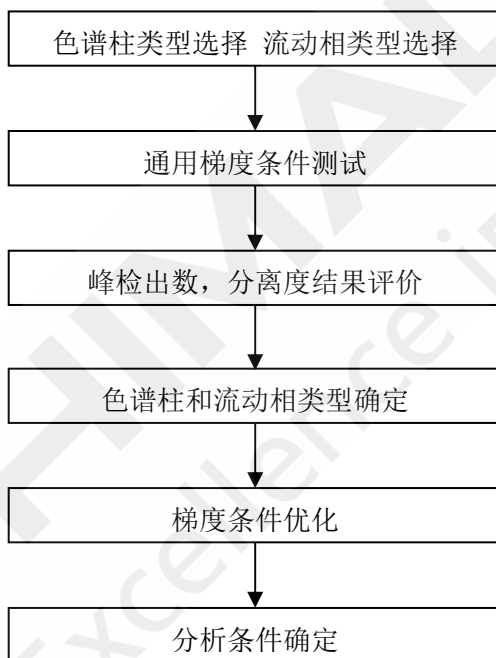 色谱柱类型选择 流动相类型选择
通用梯度条件测试
峰检出数，分离度结果评价
色谱柱和流动相类型确定
梯度条件优化
分析条件确定
Excellence in